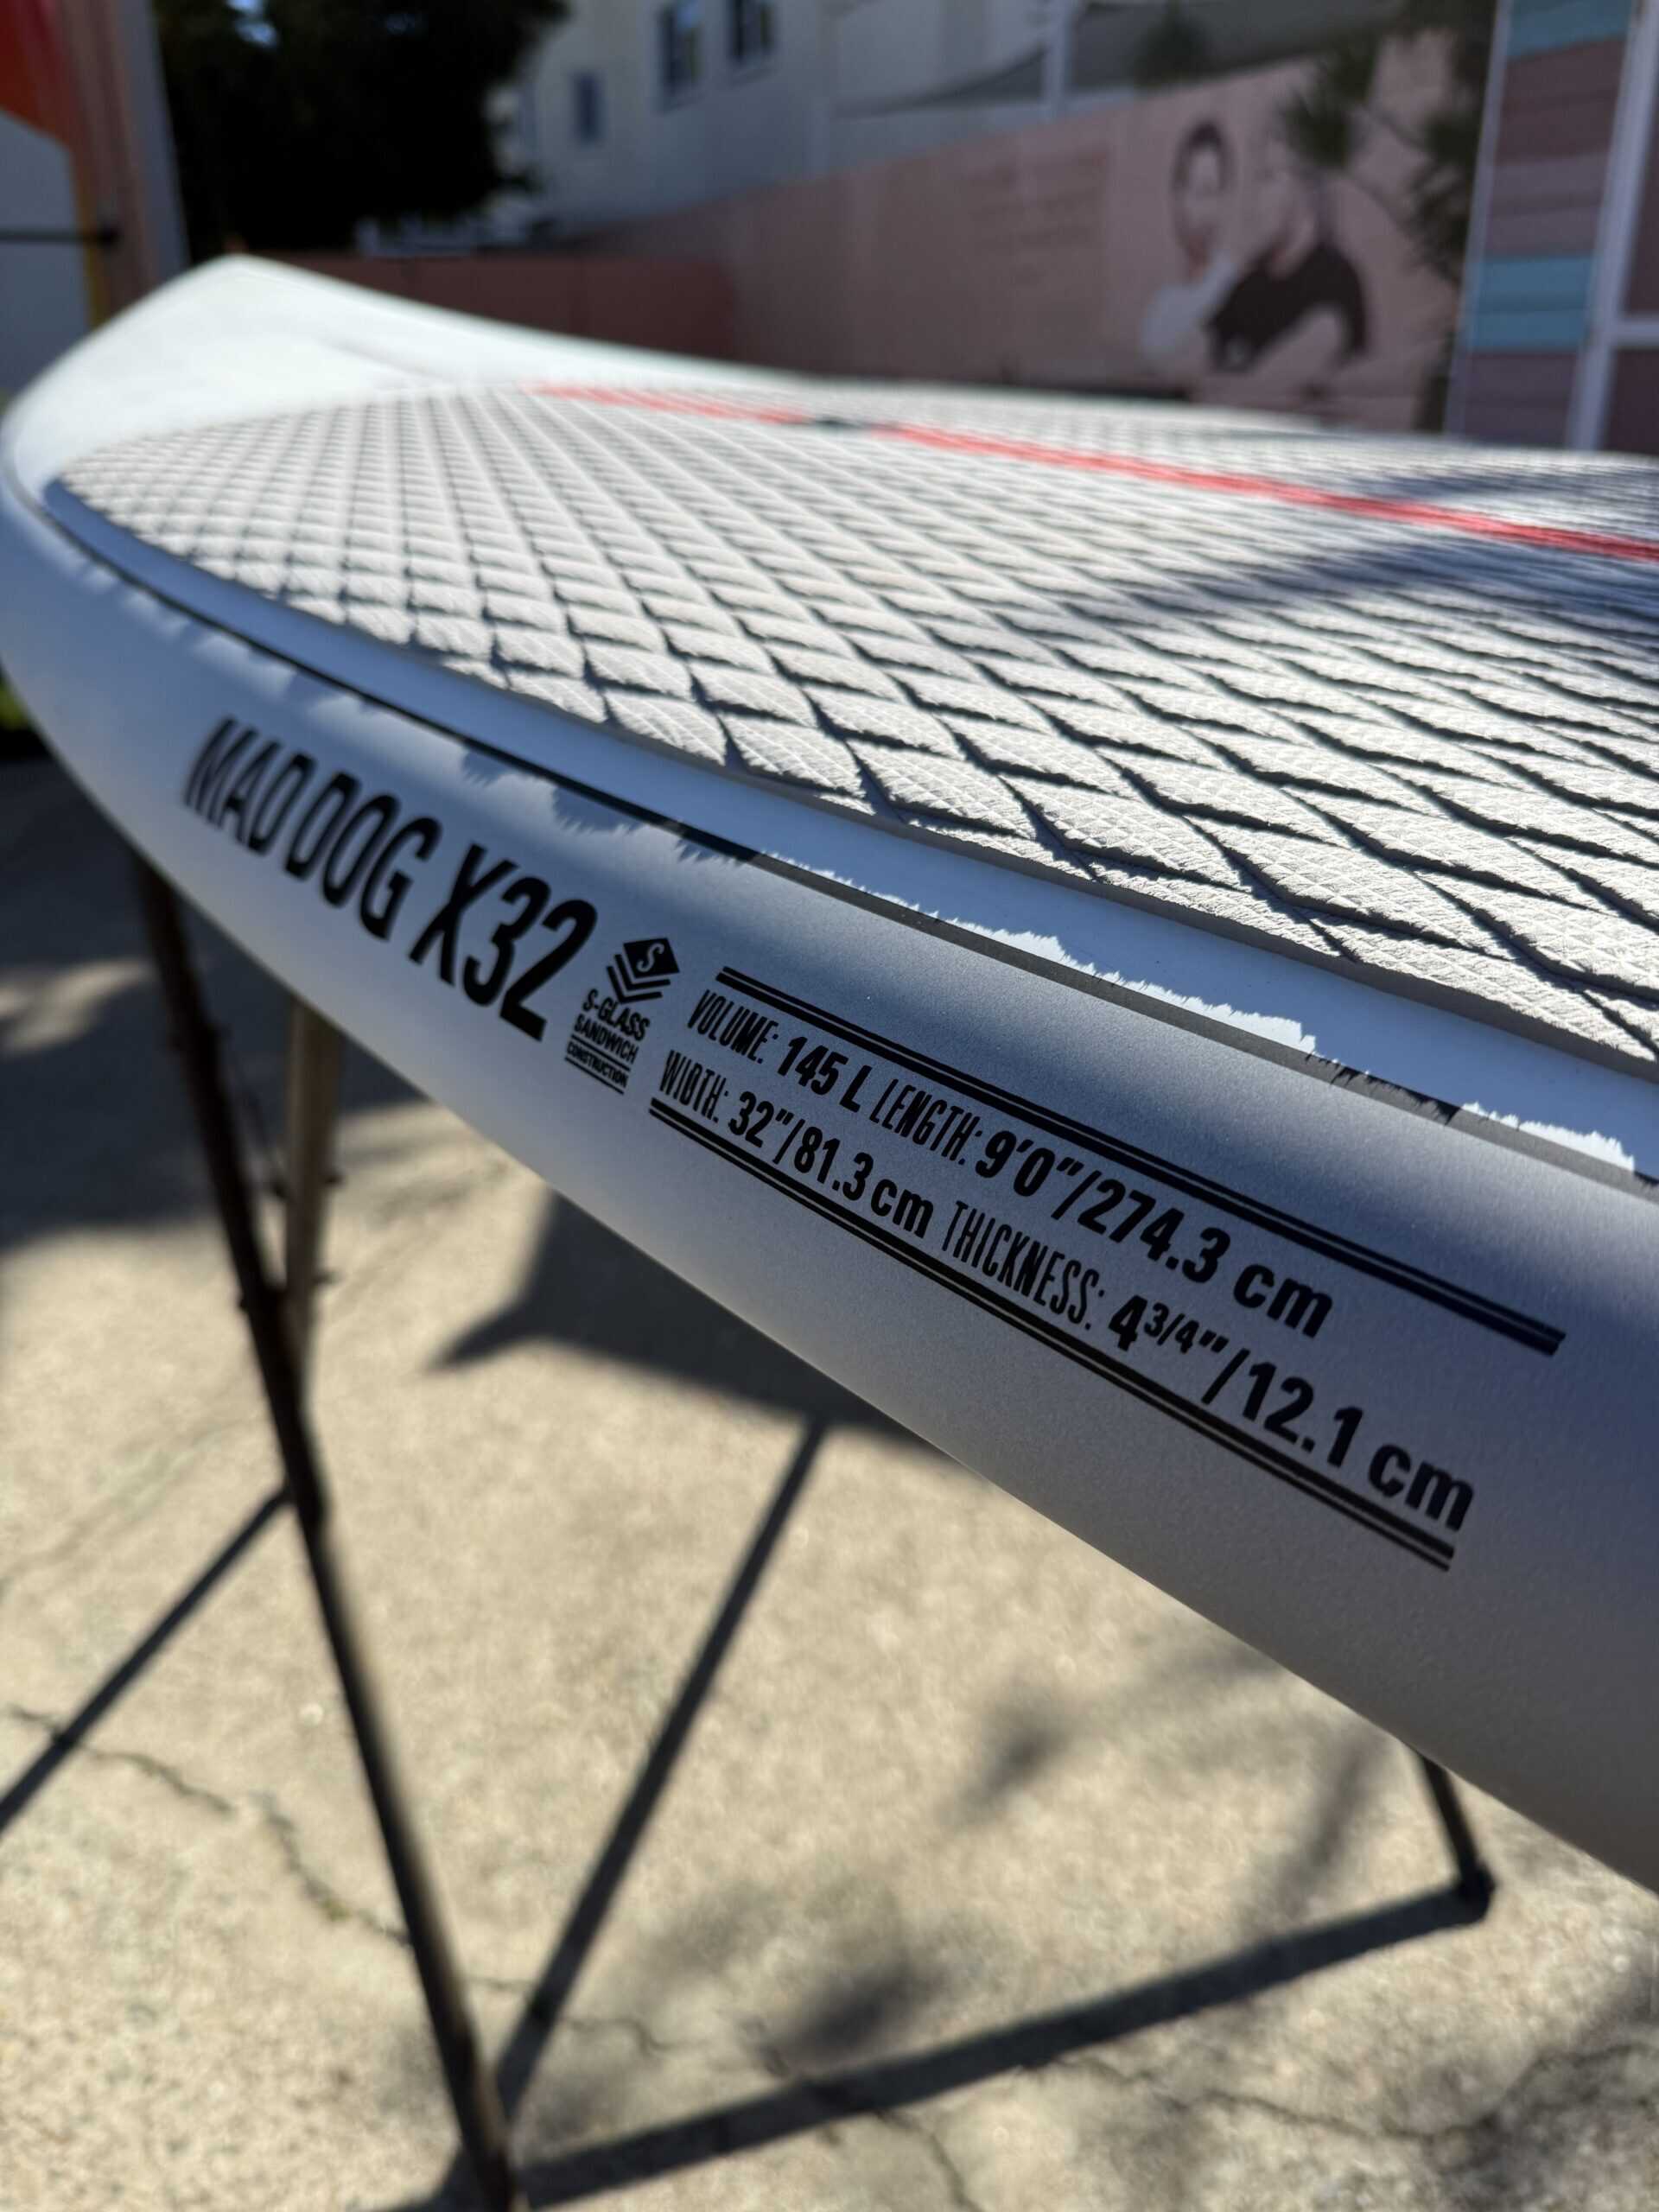 MAD DOG X32
S
S-GLASS
SANDWICH
CONSTRUCTION
VOLUME: 145 L LENGTH: 9'0"/274.3 cm
WIDTH: 32"/81.3 cm THICKNESS: 4 3/4"/12.1 cm